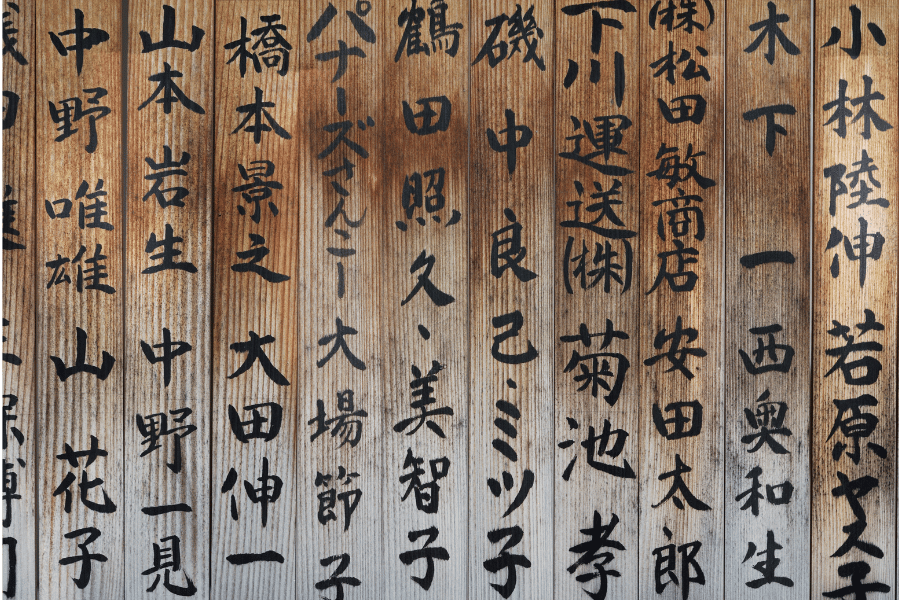 小林陸伸 若原ヤス子
木下 一 西奥和生
(株)松田敏商店 安田太郎
下川運送(株) 菊池 孝
磯中良己・ミツ子
鶴田照久、美智子
パナーズさんこー 大場節子
橋本景之 大田伸一
山本岩生 中野一見
中野唯雄 山花子